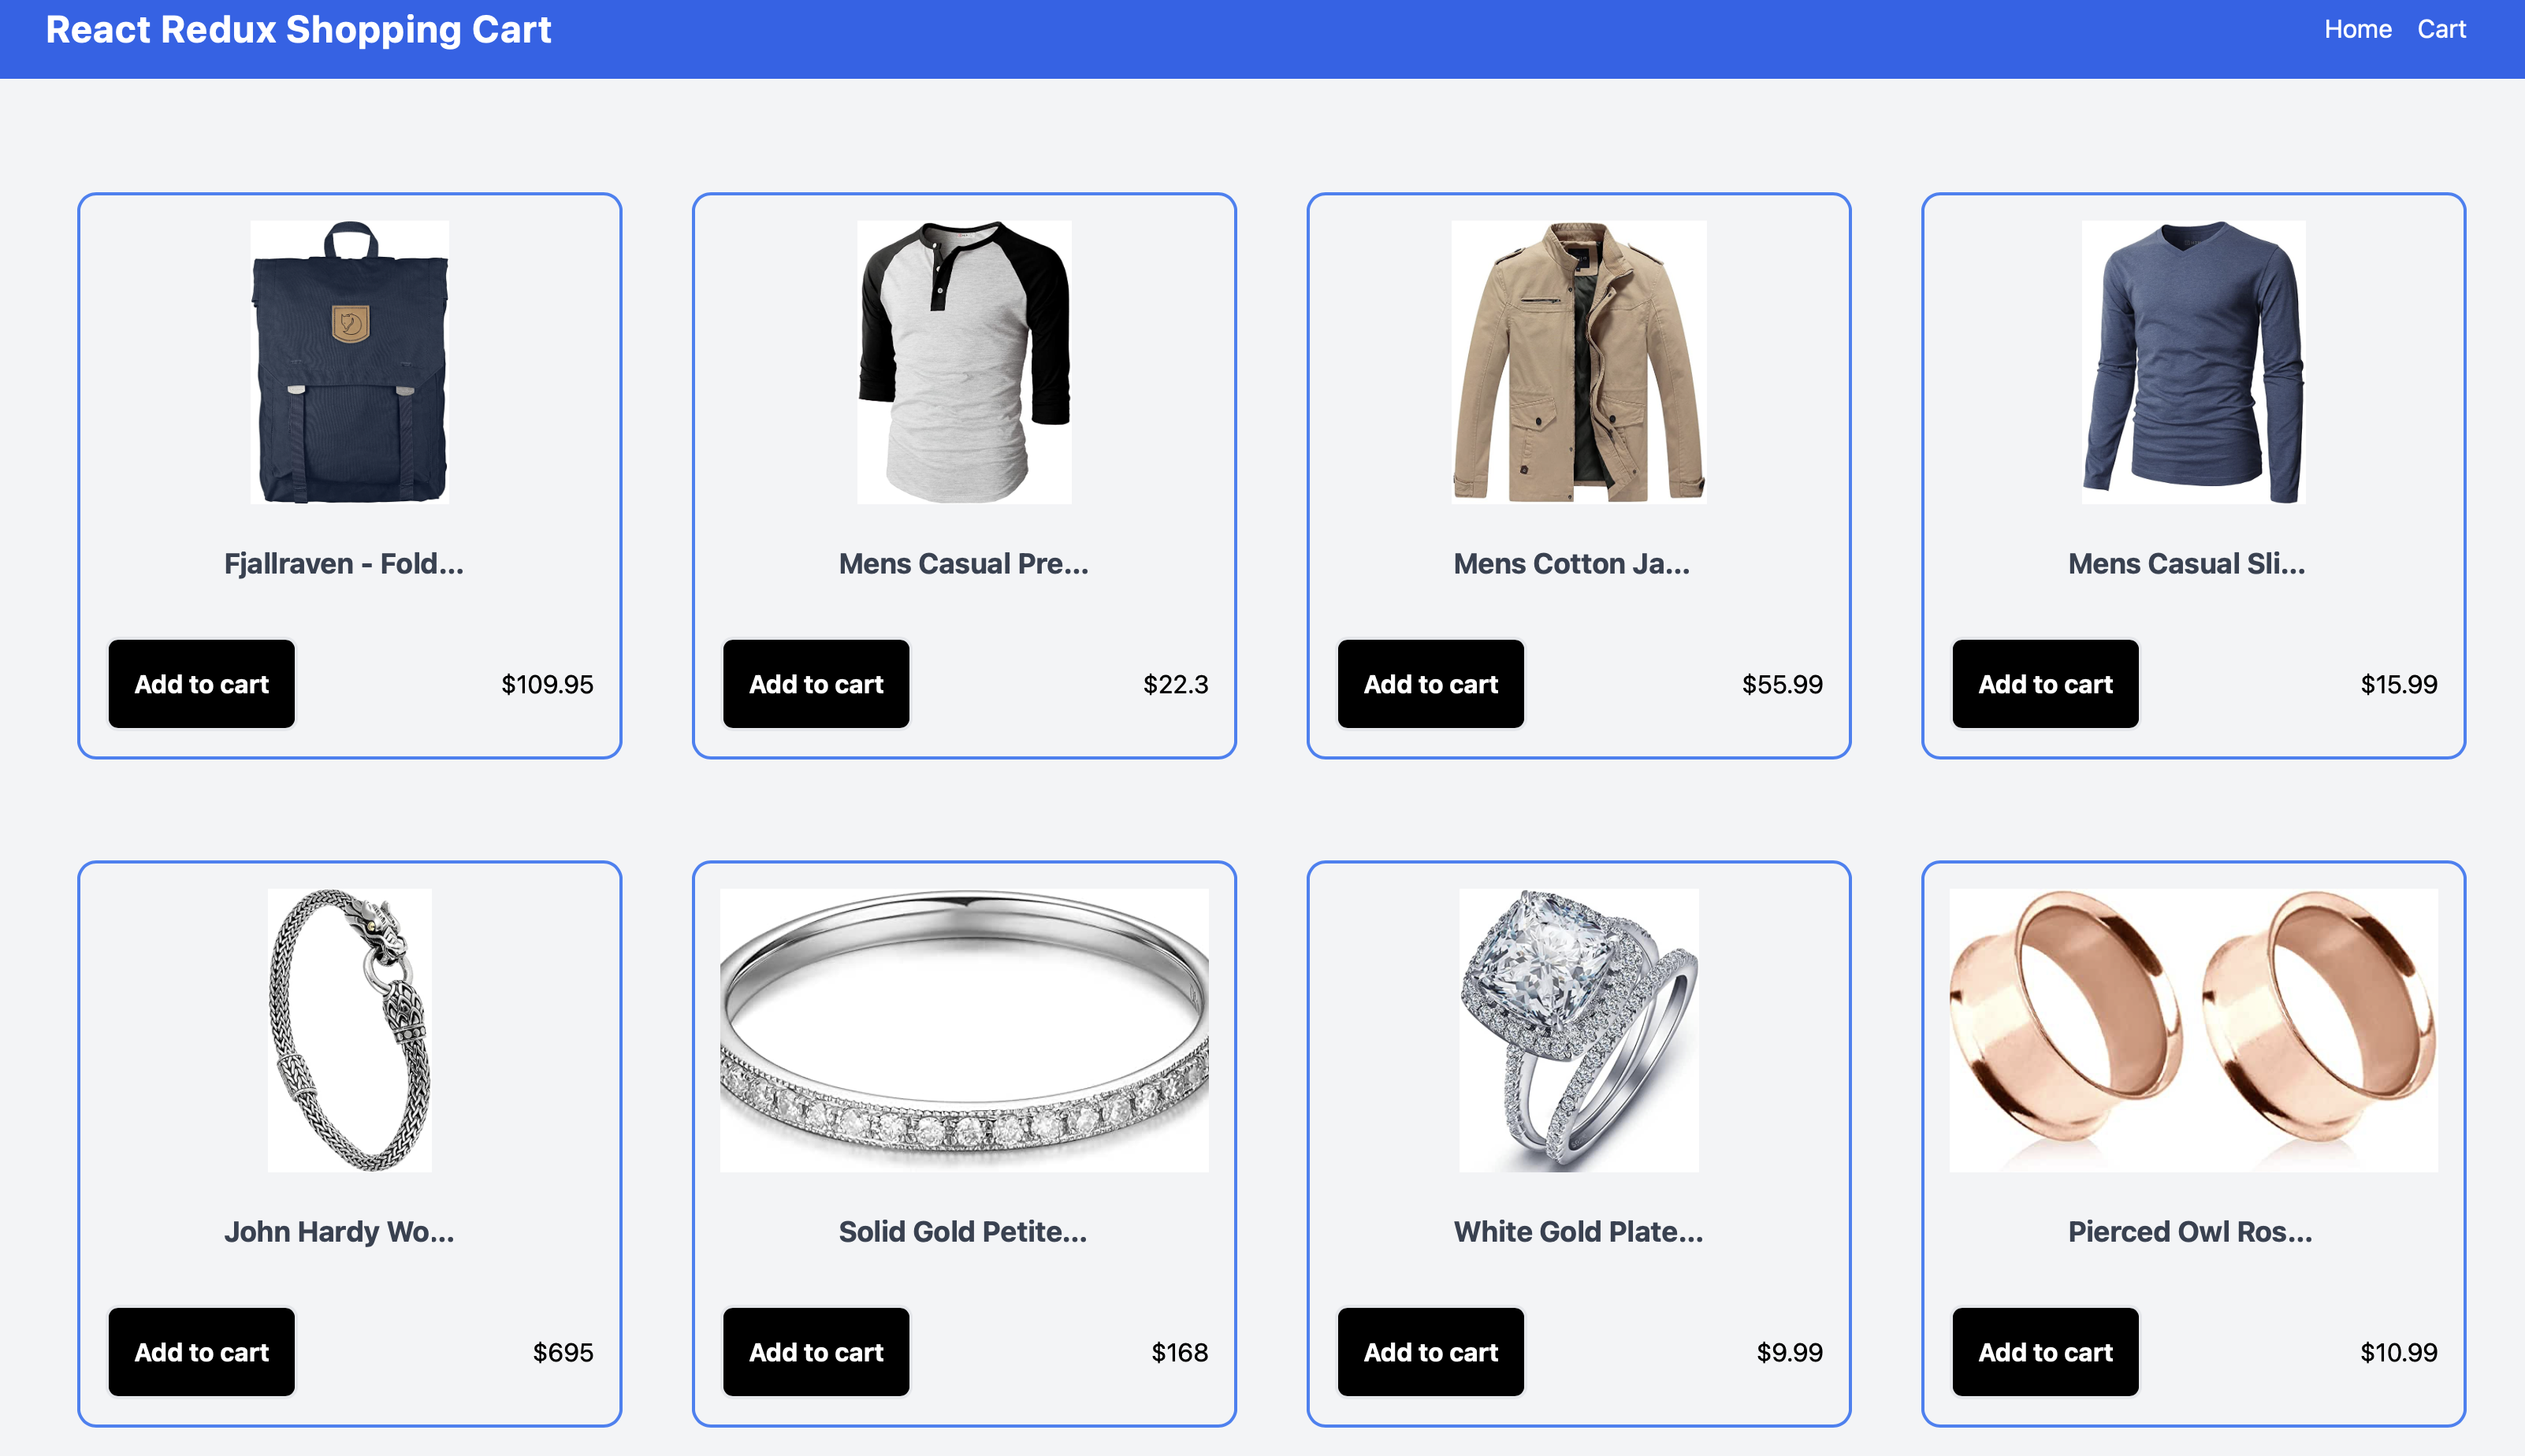 React Redux Shopping Cart
Home Cart
Fjallraven - Fold...
Mens Casual Pre...
Mens Cotton Ja...
Mens Casual Sli...
Add to cart $109.95
Add to cart $22.3
Add to cart $55.99
Add to cart $15.99
John Hardy Wo...
Solid Gold Petite...
White Gold Plate...
Pierced Owl Ros...
Add to cart $695
Add to cart $168
Add to cart $9.99
Add to cart $10.99